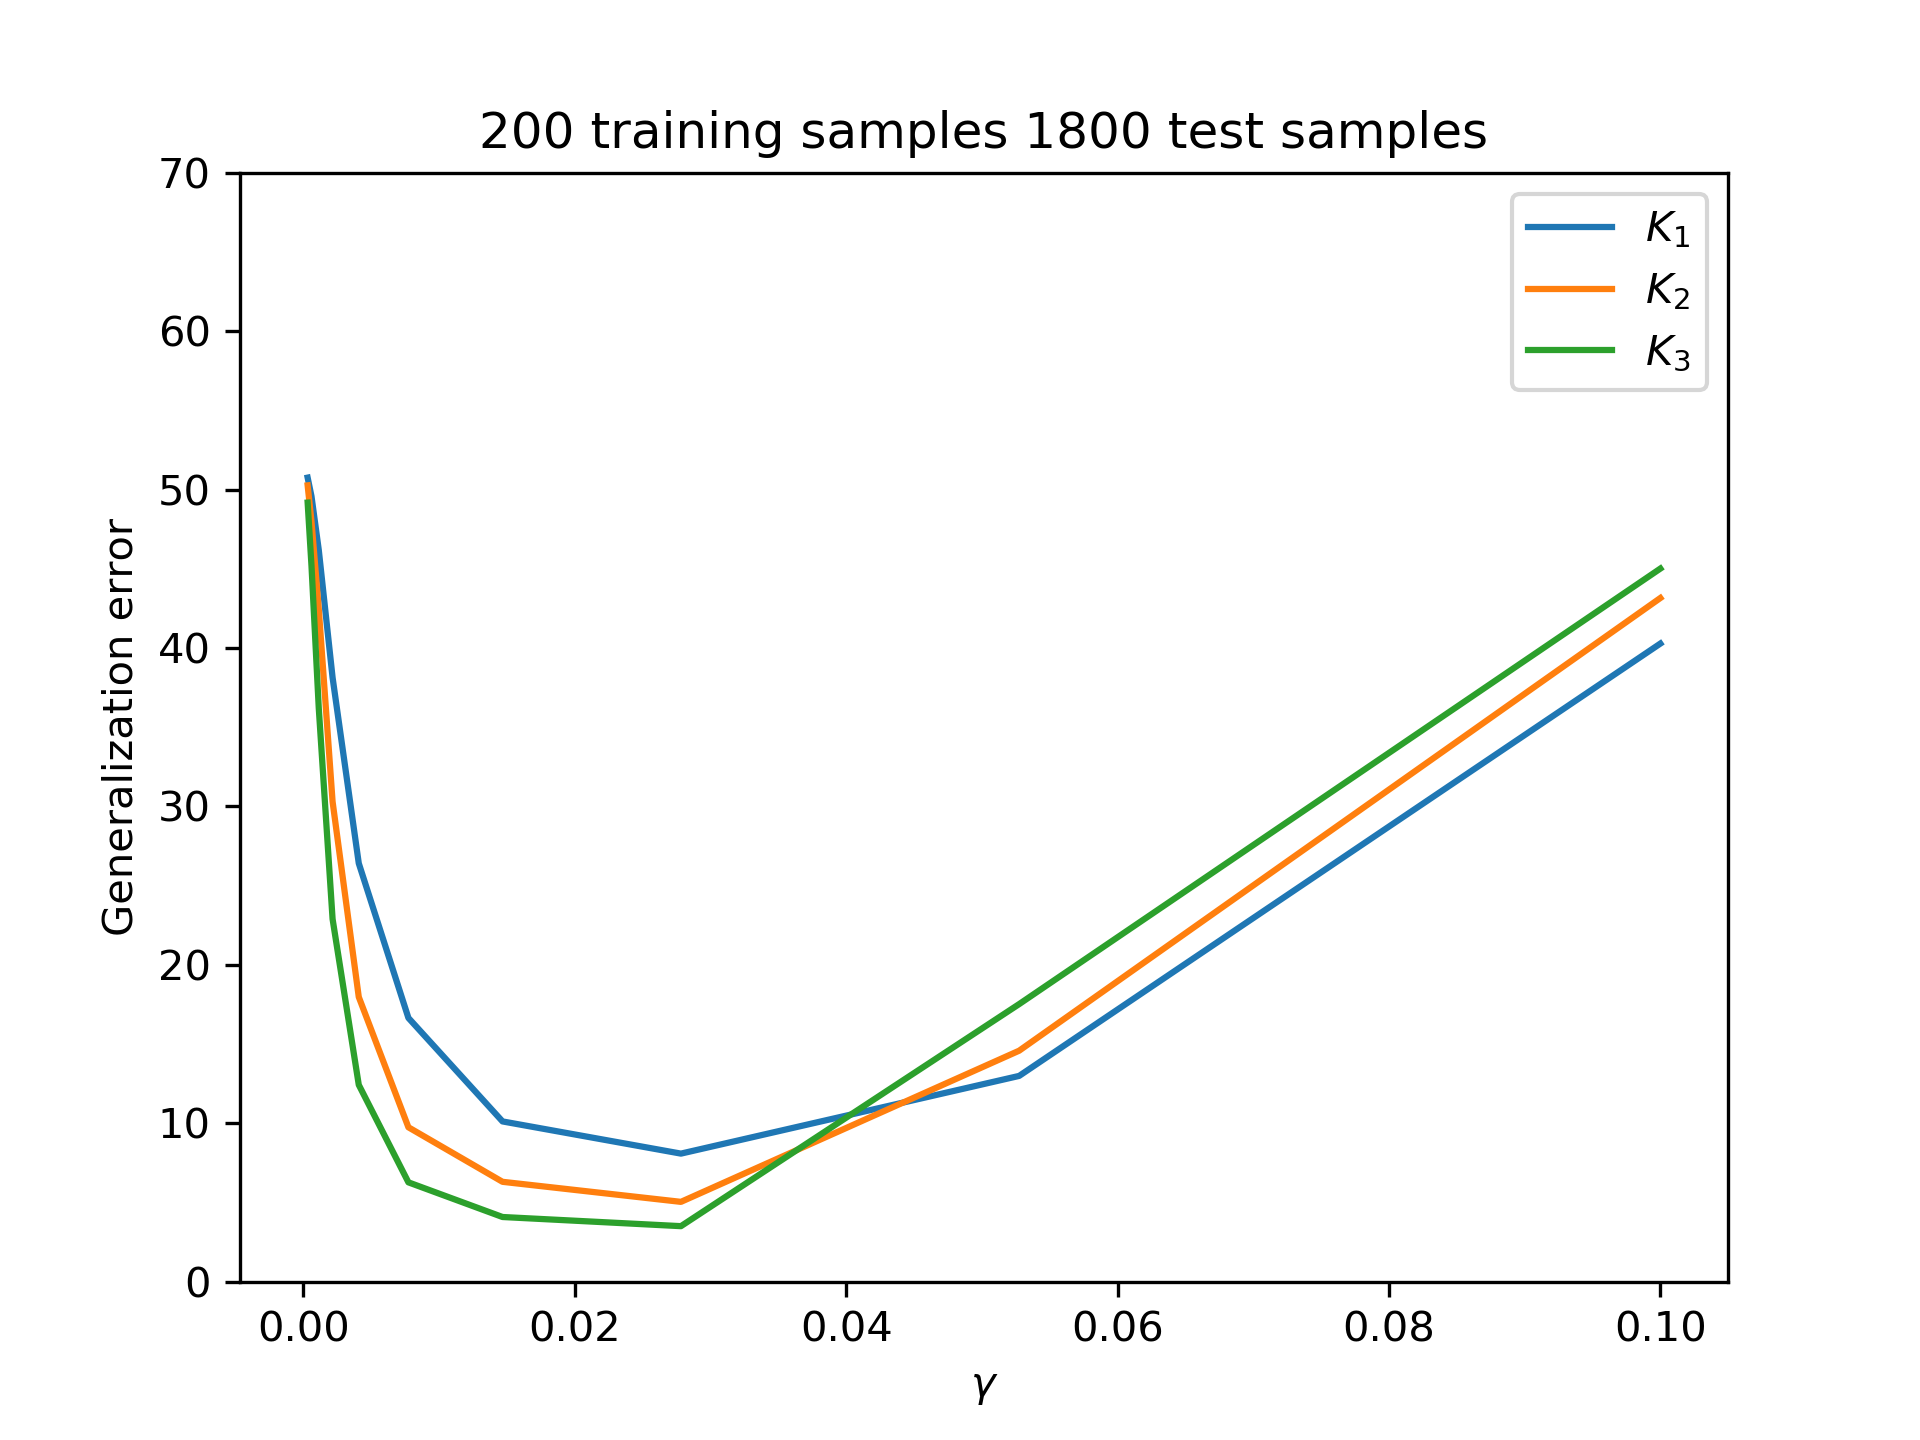 200 training samples 1800 test samples
70
60
50
40
30
20
10
0
Generalization error
K₁
K₂
K₃
0.00 0.02 0.04 0.06 0.08 0.10
γ